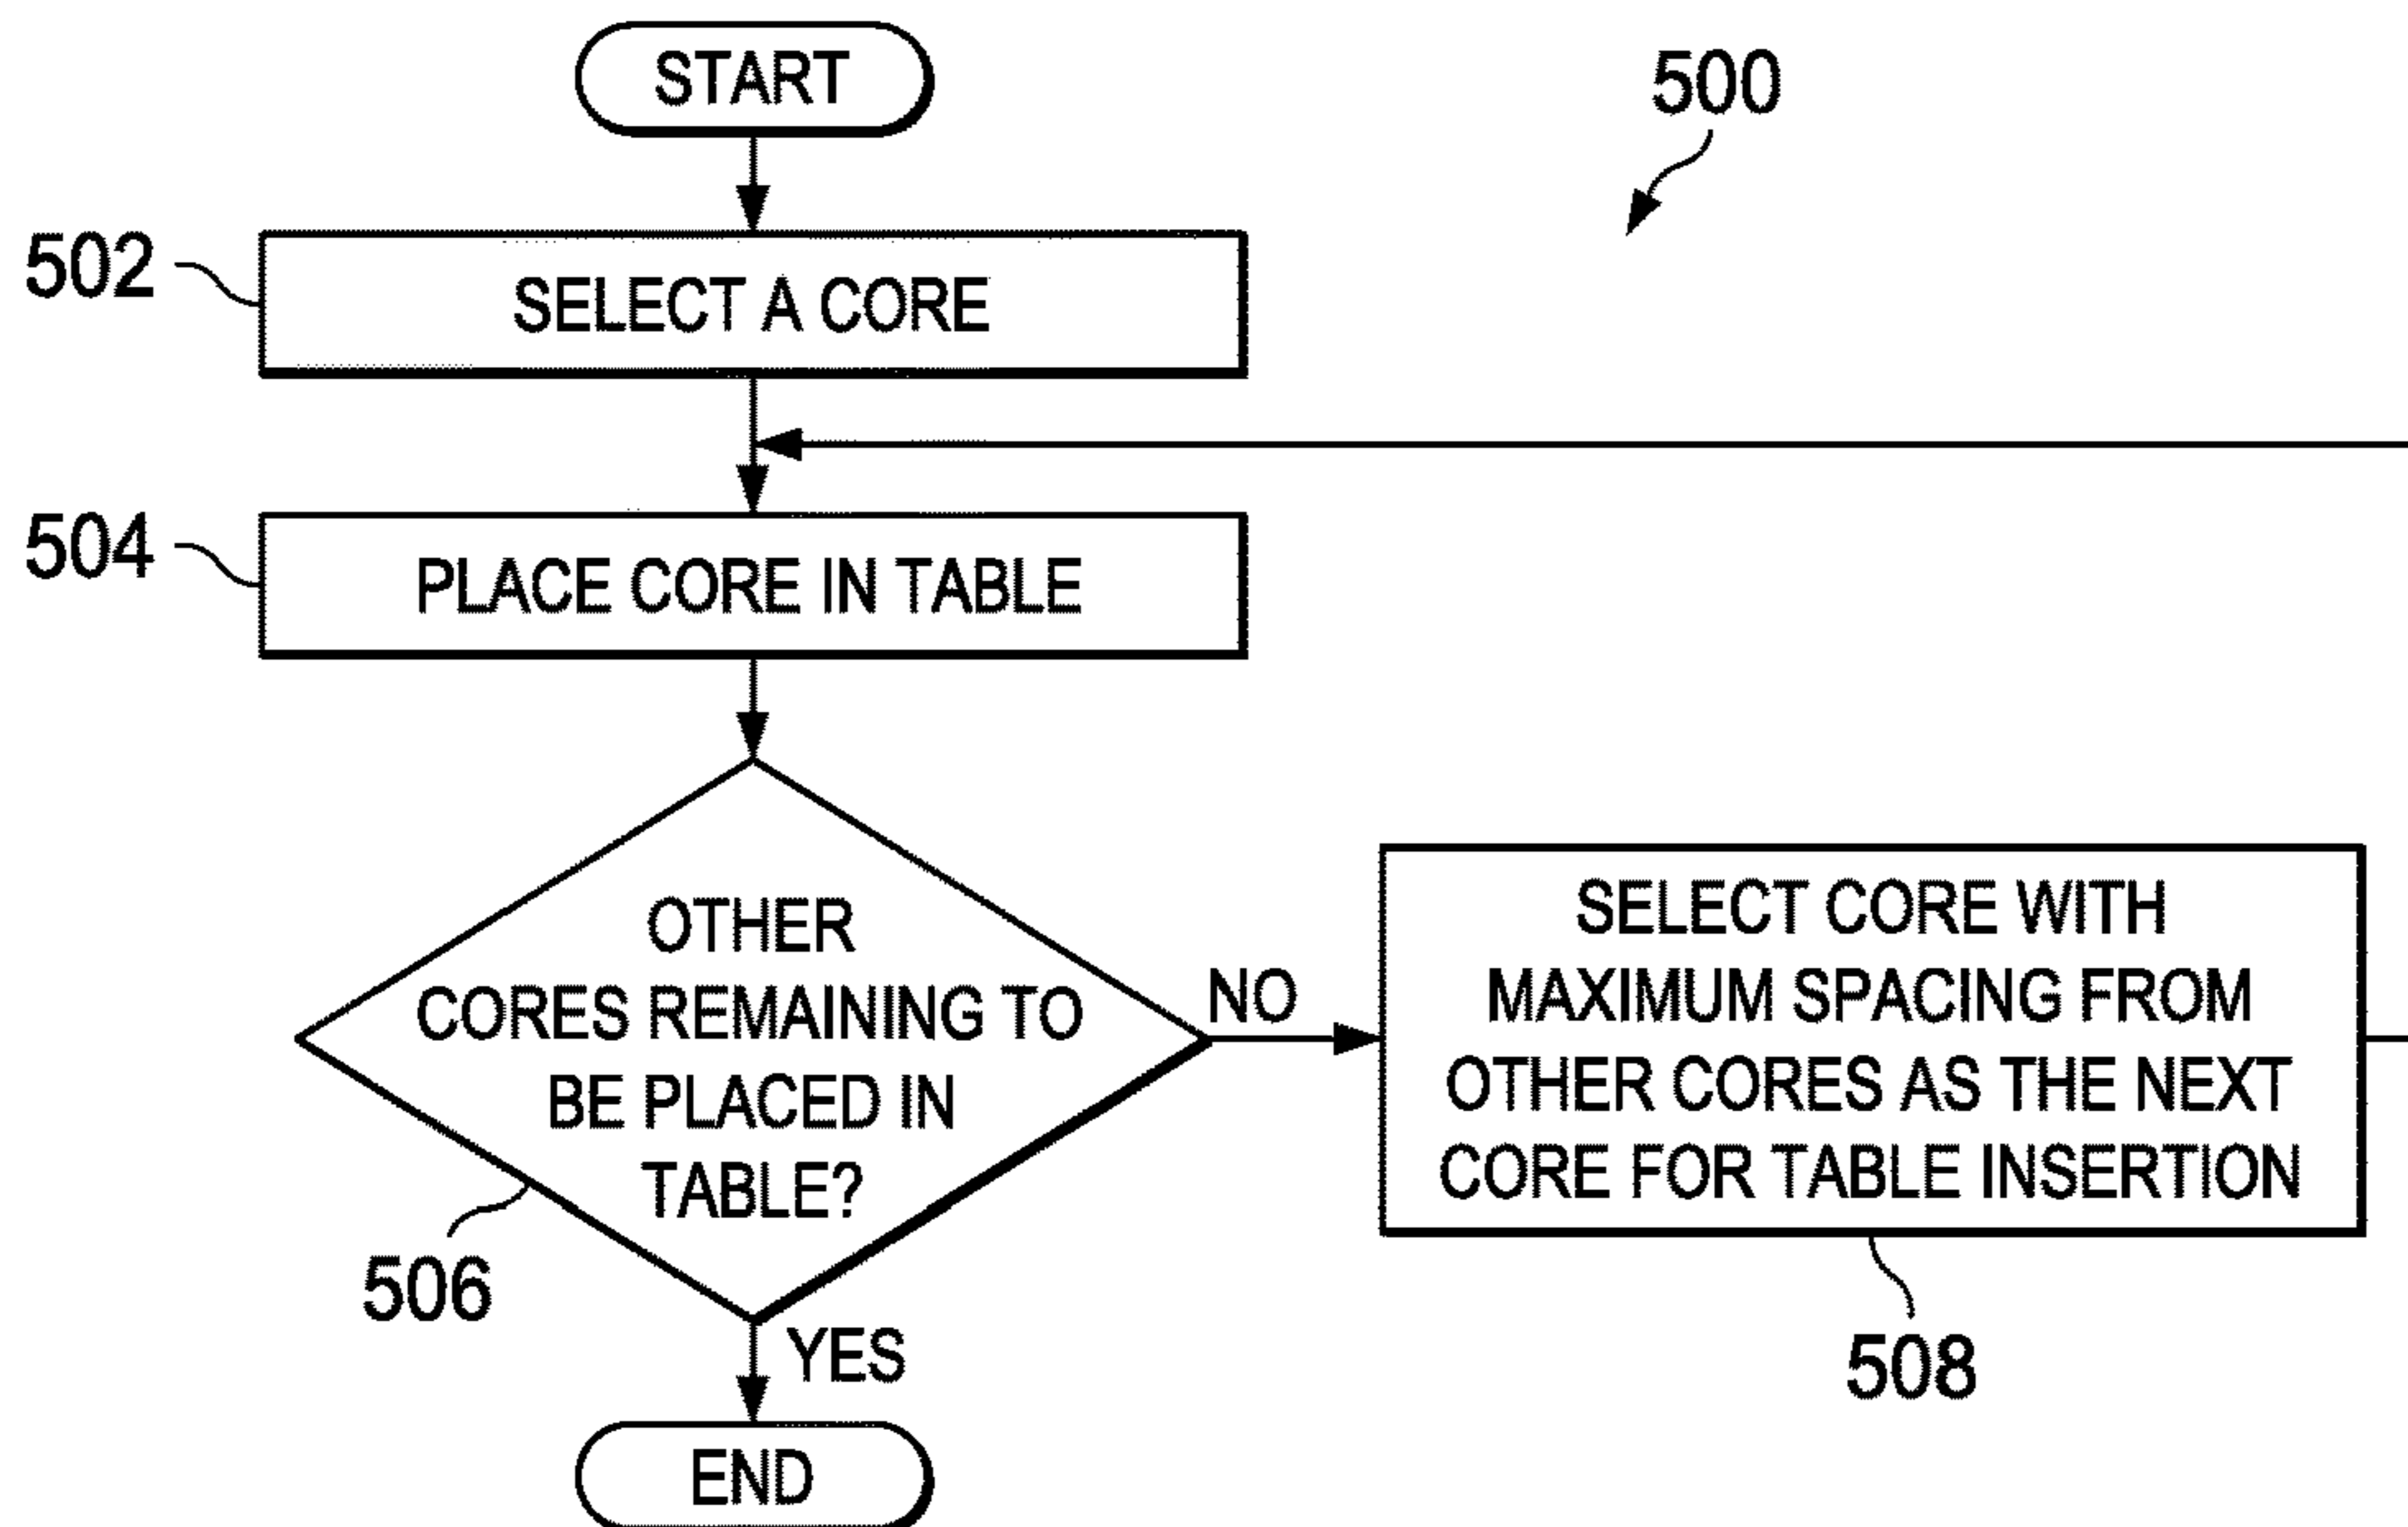 START
500
502
SELECT A CORE
504
PLACE CORE IN TABLE
OTHER
CORES REMAINING TO
BE PLACED IN
TABLE?
506
NO
SELECT CORE WITH
MAXIMUM SPACING FROM
OTHER CORES AS THE NEXT
CORE FOR TABLE INSERTION
508
YES
END